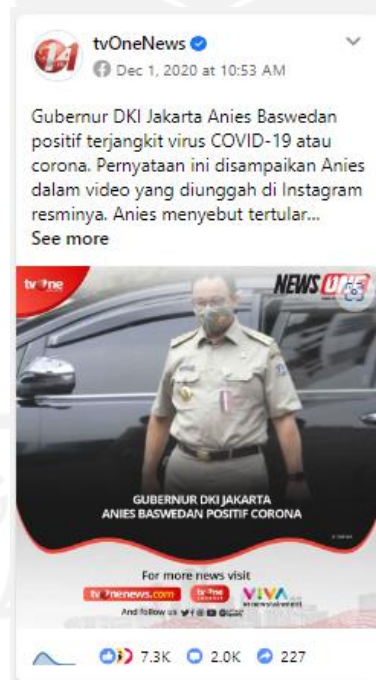 tvOneNews
Dec 1, 2020 at 10:53 AM
Gubernur DKI Jakarta Anies Baswedan
positif terjangkit virus COVID-19 atau
corona. Pernyataan ini disampaikan Anies
dalam video yang diunggah di Instagram
resminya. Anies menyebut tertular...
See more
tvOne
NEWS ONE
GUBERNUR DKI JAKARTA
ANIES BASWEDAN POSITIF CORONA
For more news visit
tvOnenews.com tvOne VIVA
And follow us
7.3K 2.0K 227